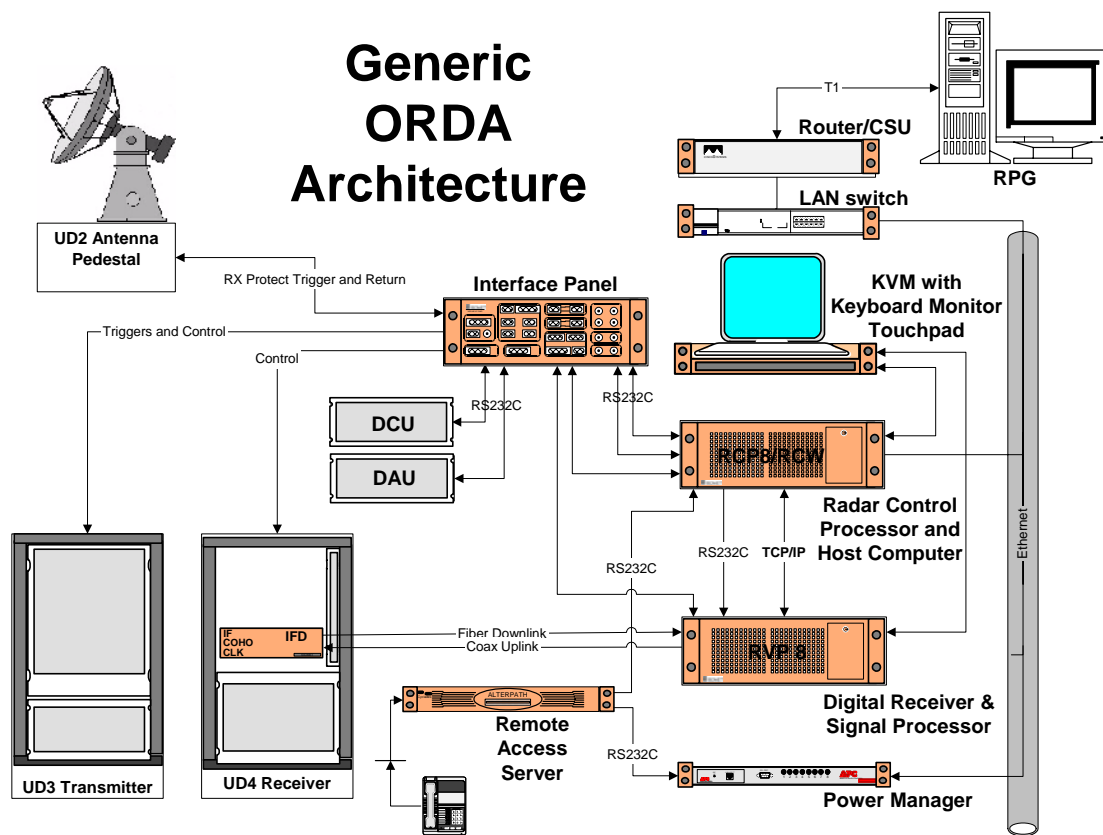 Generic
ORDA
Architecture
T1
Router/CSU
RPG
LAN switch
UD2 Antenna
Pedestal
RX Protect Trigger and Return
Interface Panel
KVM with
Keyboard Monitor
Touchpad
Triggers and Control
Control
RS232C
RS232C
DCU
DAU
RCP8/RCW
Radar Control
Processor and
Host Computer
Ethernet
RS232C
RS232C
TCP/IP
IF
COHO
CLK
IFD
Fiber Downlink
Coax Uplink
RVP 8
Digital Receiver &
Signal Processor
ALTERPATH
Remote
Access
Server
RS232C
APC
Power Manager
UD3 Transmitter
UD4 Receiver